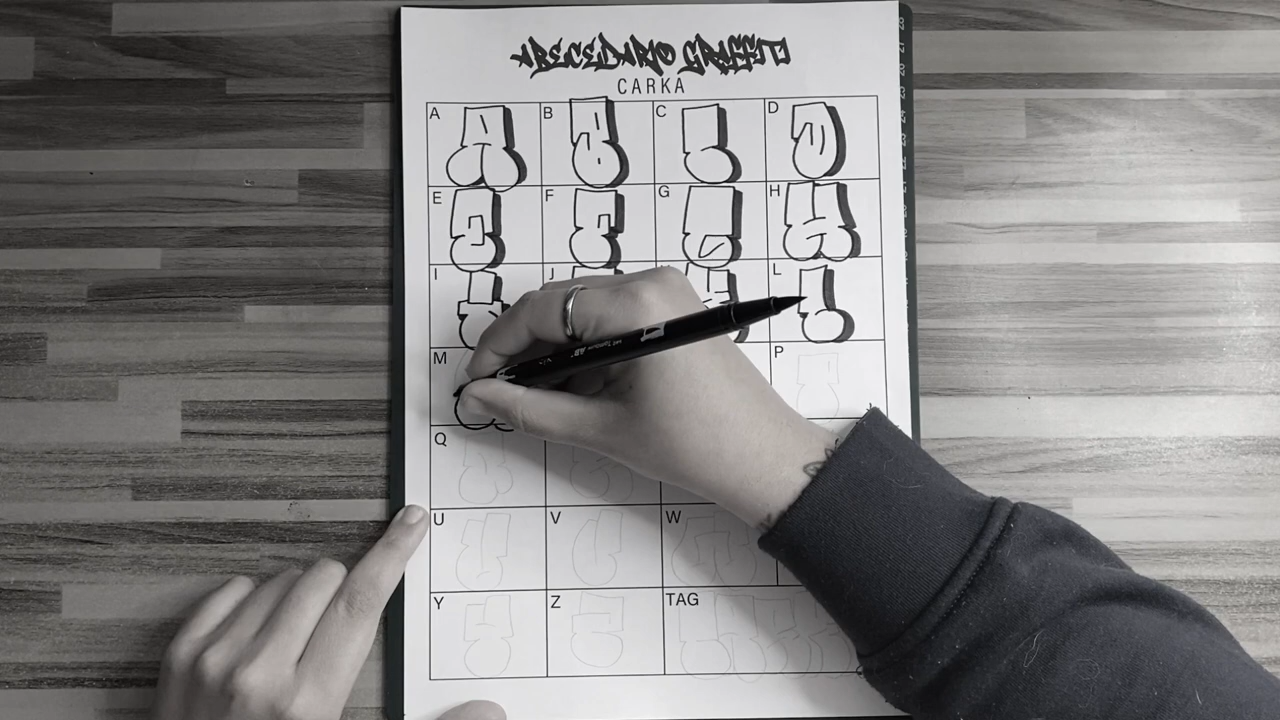 ABECEDARIO GRAFFITI
CARKA
A B C D
E F G H
I J L
M P
Q
U V W
Y Z TAG